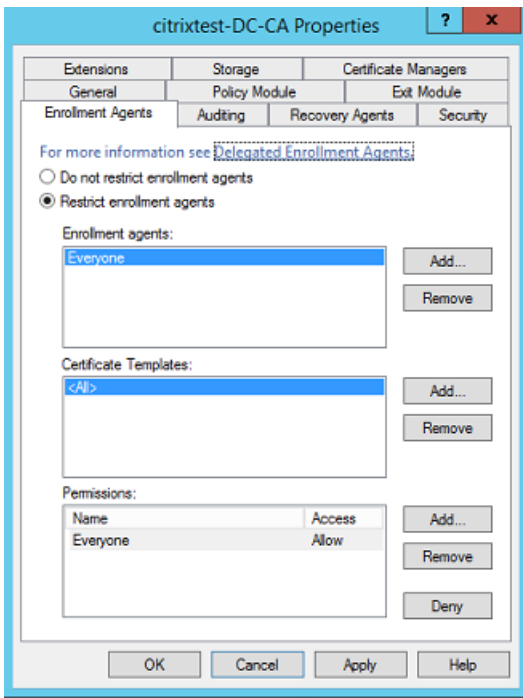 citrixtest-DC-CA Properties
? x
Extensions Storage Certificate Managers
General Policy Module Exit Module
Enrollment Agents Auditing Recovery Agents Security
For more information see Delegated Enrollment Agents.
Do not restrict enrollment agents
Restrict enrollment agents
Enrollment agents:
Everyone
Add...
Remove
Certificate Templates:
<All>
Add...
Remove
Permissions:
Name Access
Everyone Allow
Add...
Remove
Deny
OK Cancel Apply Help